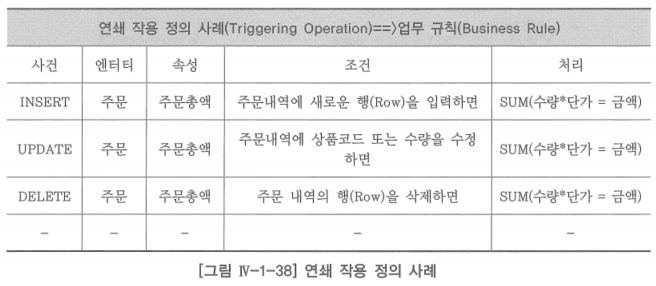 연쇄 작용 정의 사례(Triggering Operation)==>업무 규칙(Business Rule)
사건 엔터티 속성 조건 처리
INSERT 주문 주문총액 주문내역에 새로운 행(Row)을 입력하면 SUM(수량*단가 = 금액)
UPDATE 주문 주문총액 주문내역에 상품코드 또는 수량을 수정
하면 SUM(수량*단가 = 금액)
DELETE 주문 주문총액 주문 내역의 행(Row)을 삭제하면 SUM(수량*단가 = 금액)
– – – – –
[그림 Ⅳ-1-38] 연쇄 작용 정의 사례